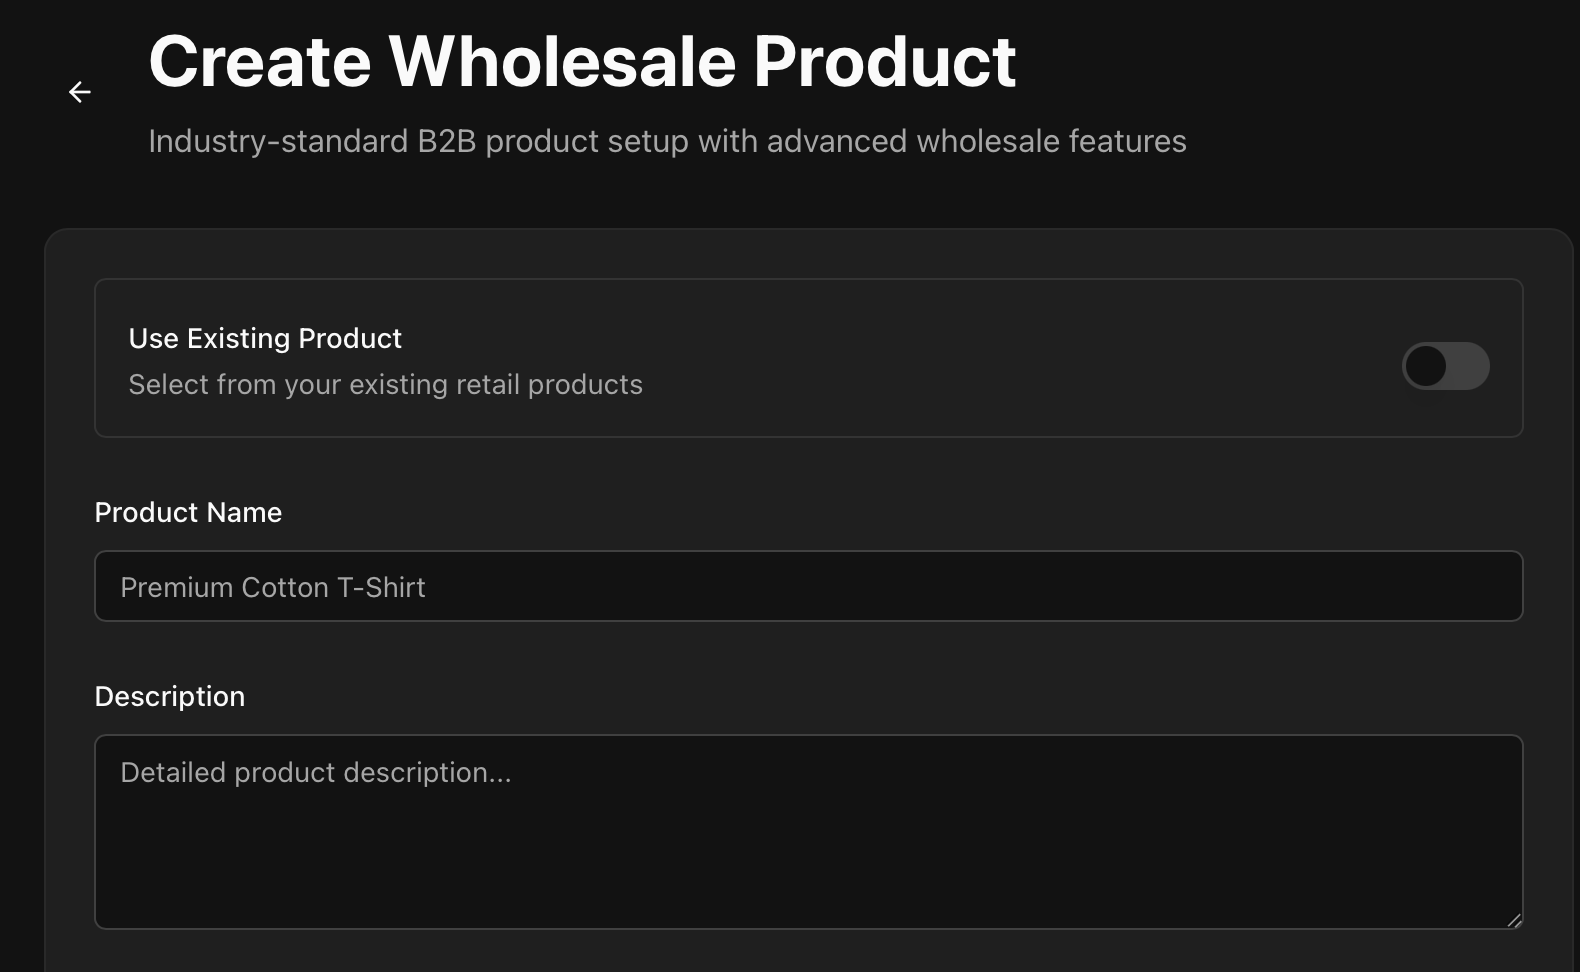 Create Wholesale Product
Industry-standard B2B product setup with advanced wholesale features
Use Existing Product
Select from your existing retail products
Product Name
Premium Cotton T-Shirt
Description
Detailed product description...